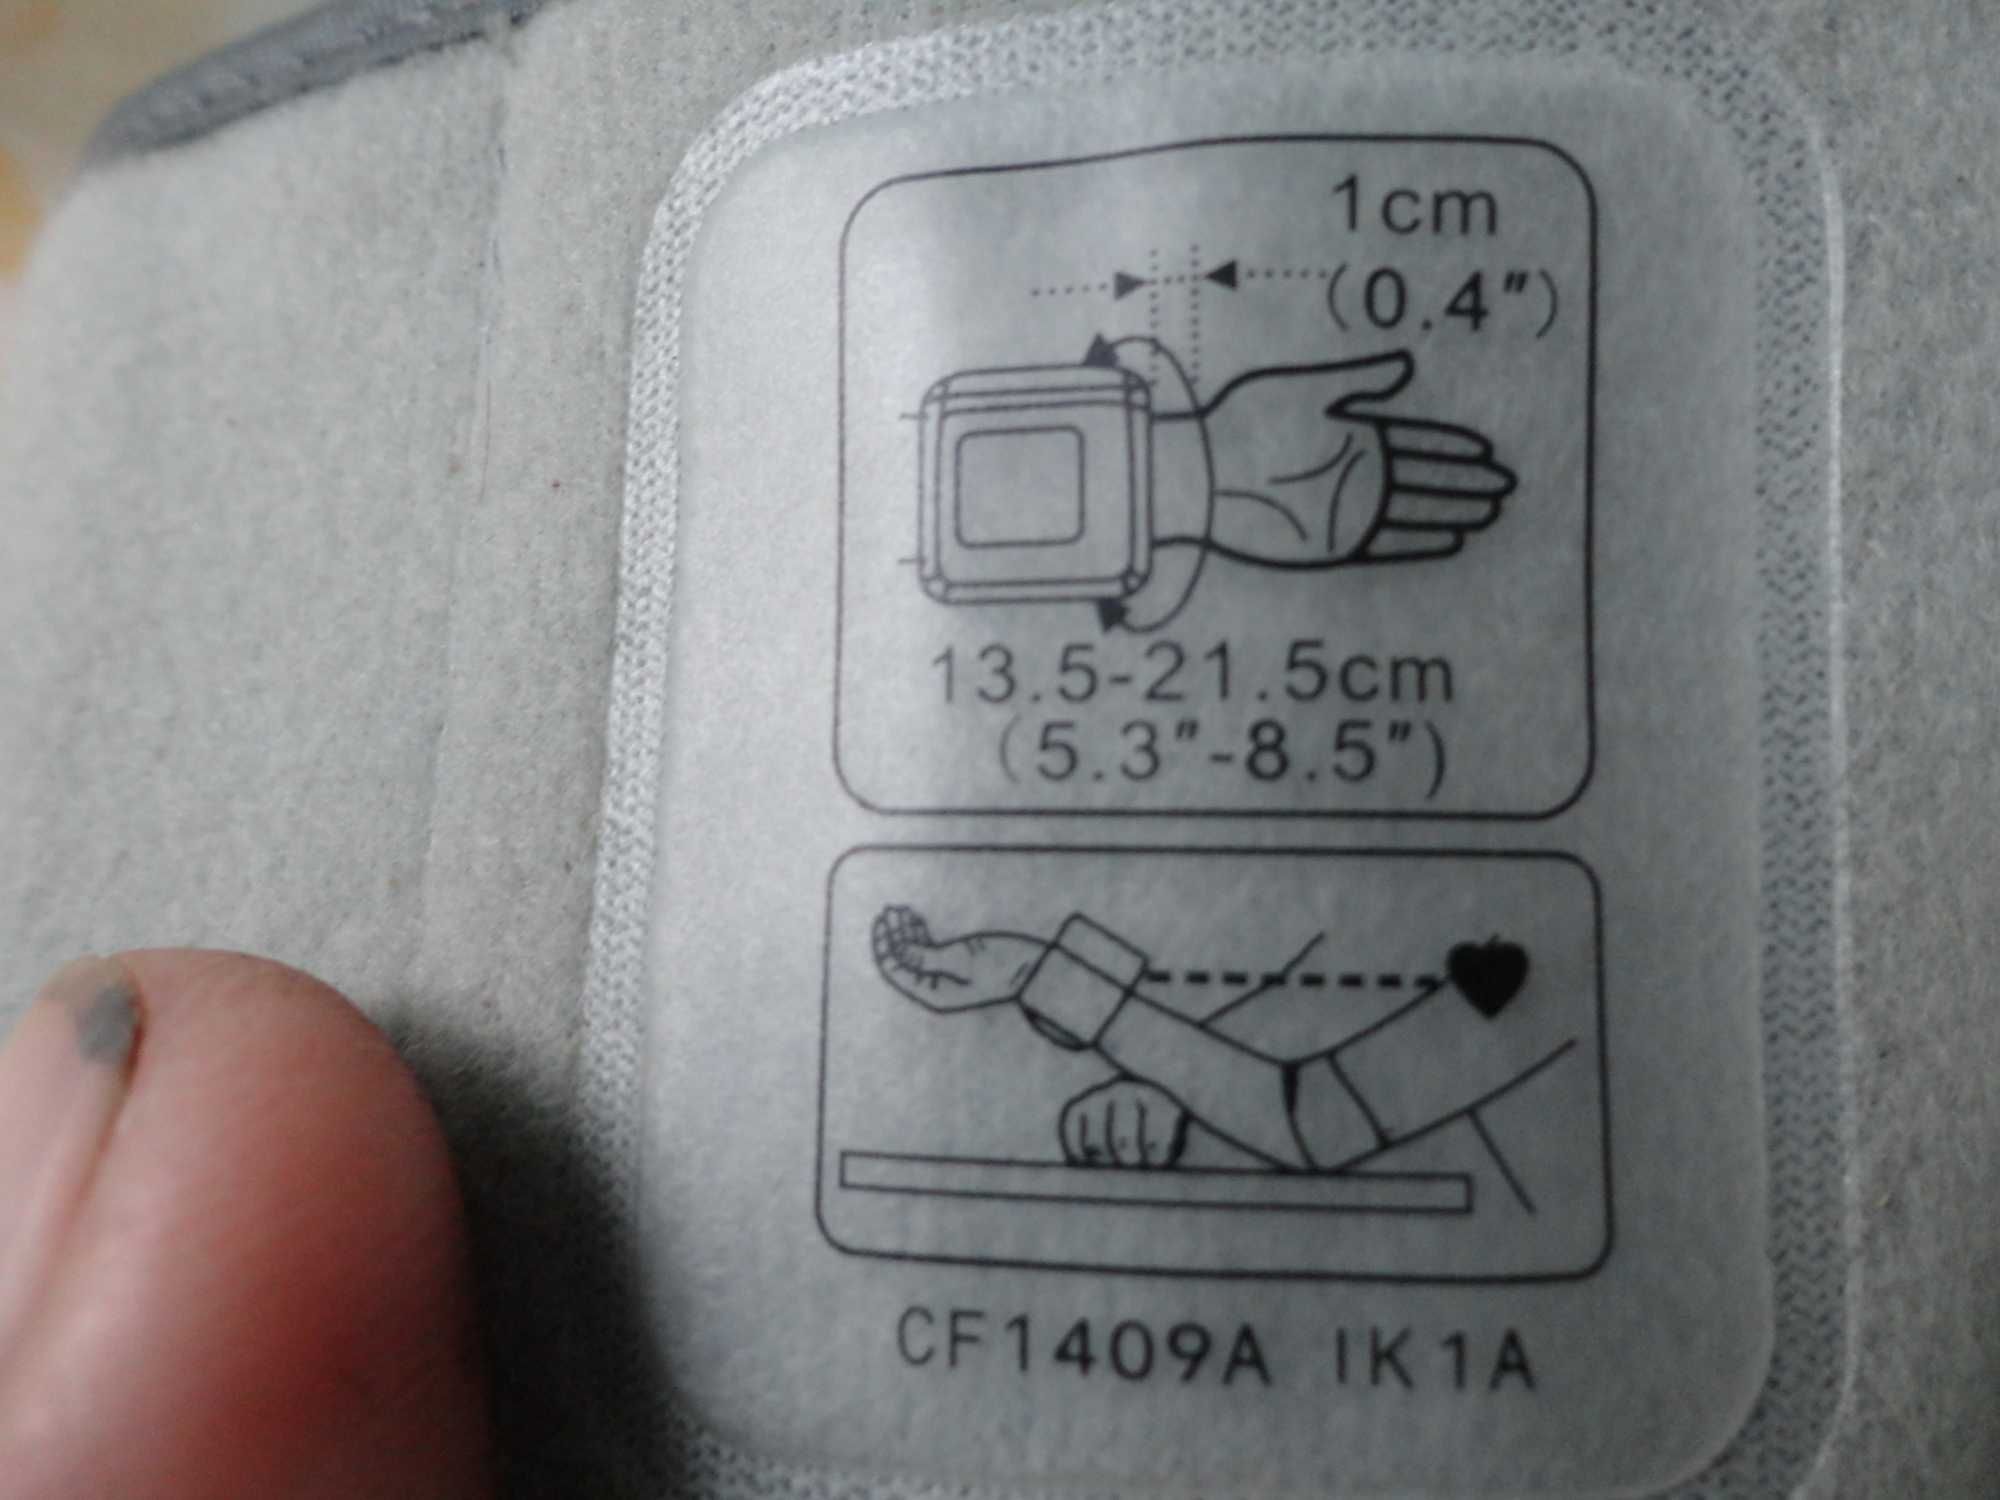 1cm
(0.4")
13.5-21.5cm
(5.3"-8.5")
CF1409A IK1A